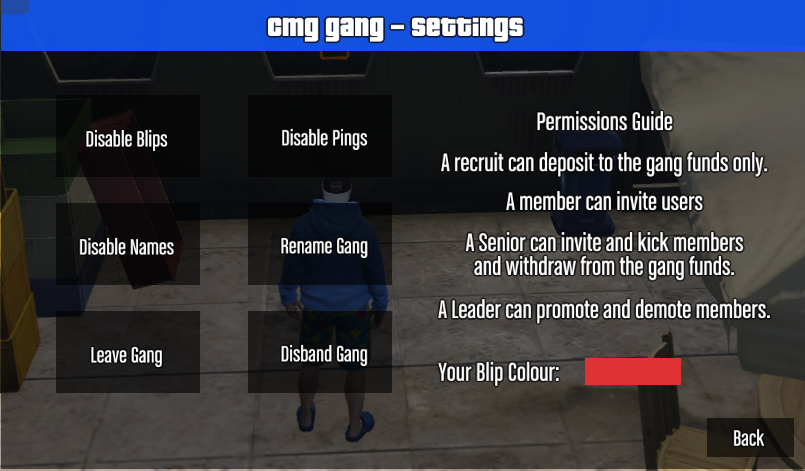 cmg gang - settings
Disable Blips
Disable Pings
Disable Names
Rename Gang
Leave Gang
Disband Gang
Permissions Guide
A recruit can deposit to the gang funds only.
A member can invite users
A Senior can invite and kick members
and withdraw from the gang funds.
A Leader can promote and demote members.
Your Blip Colour:
Back